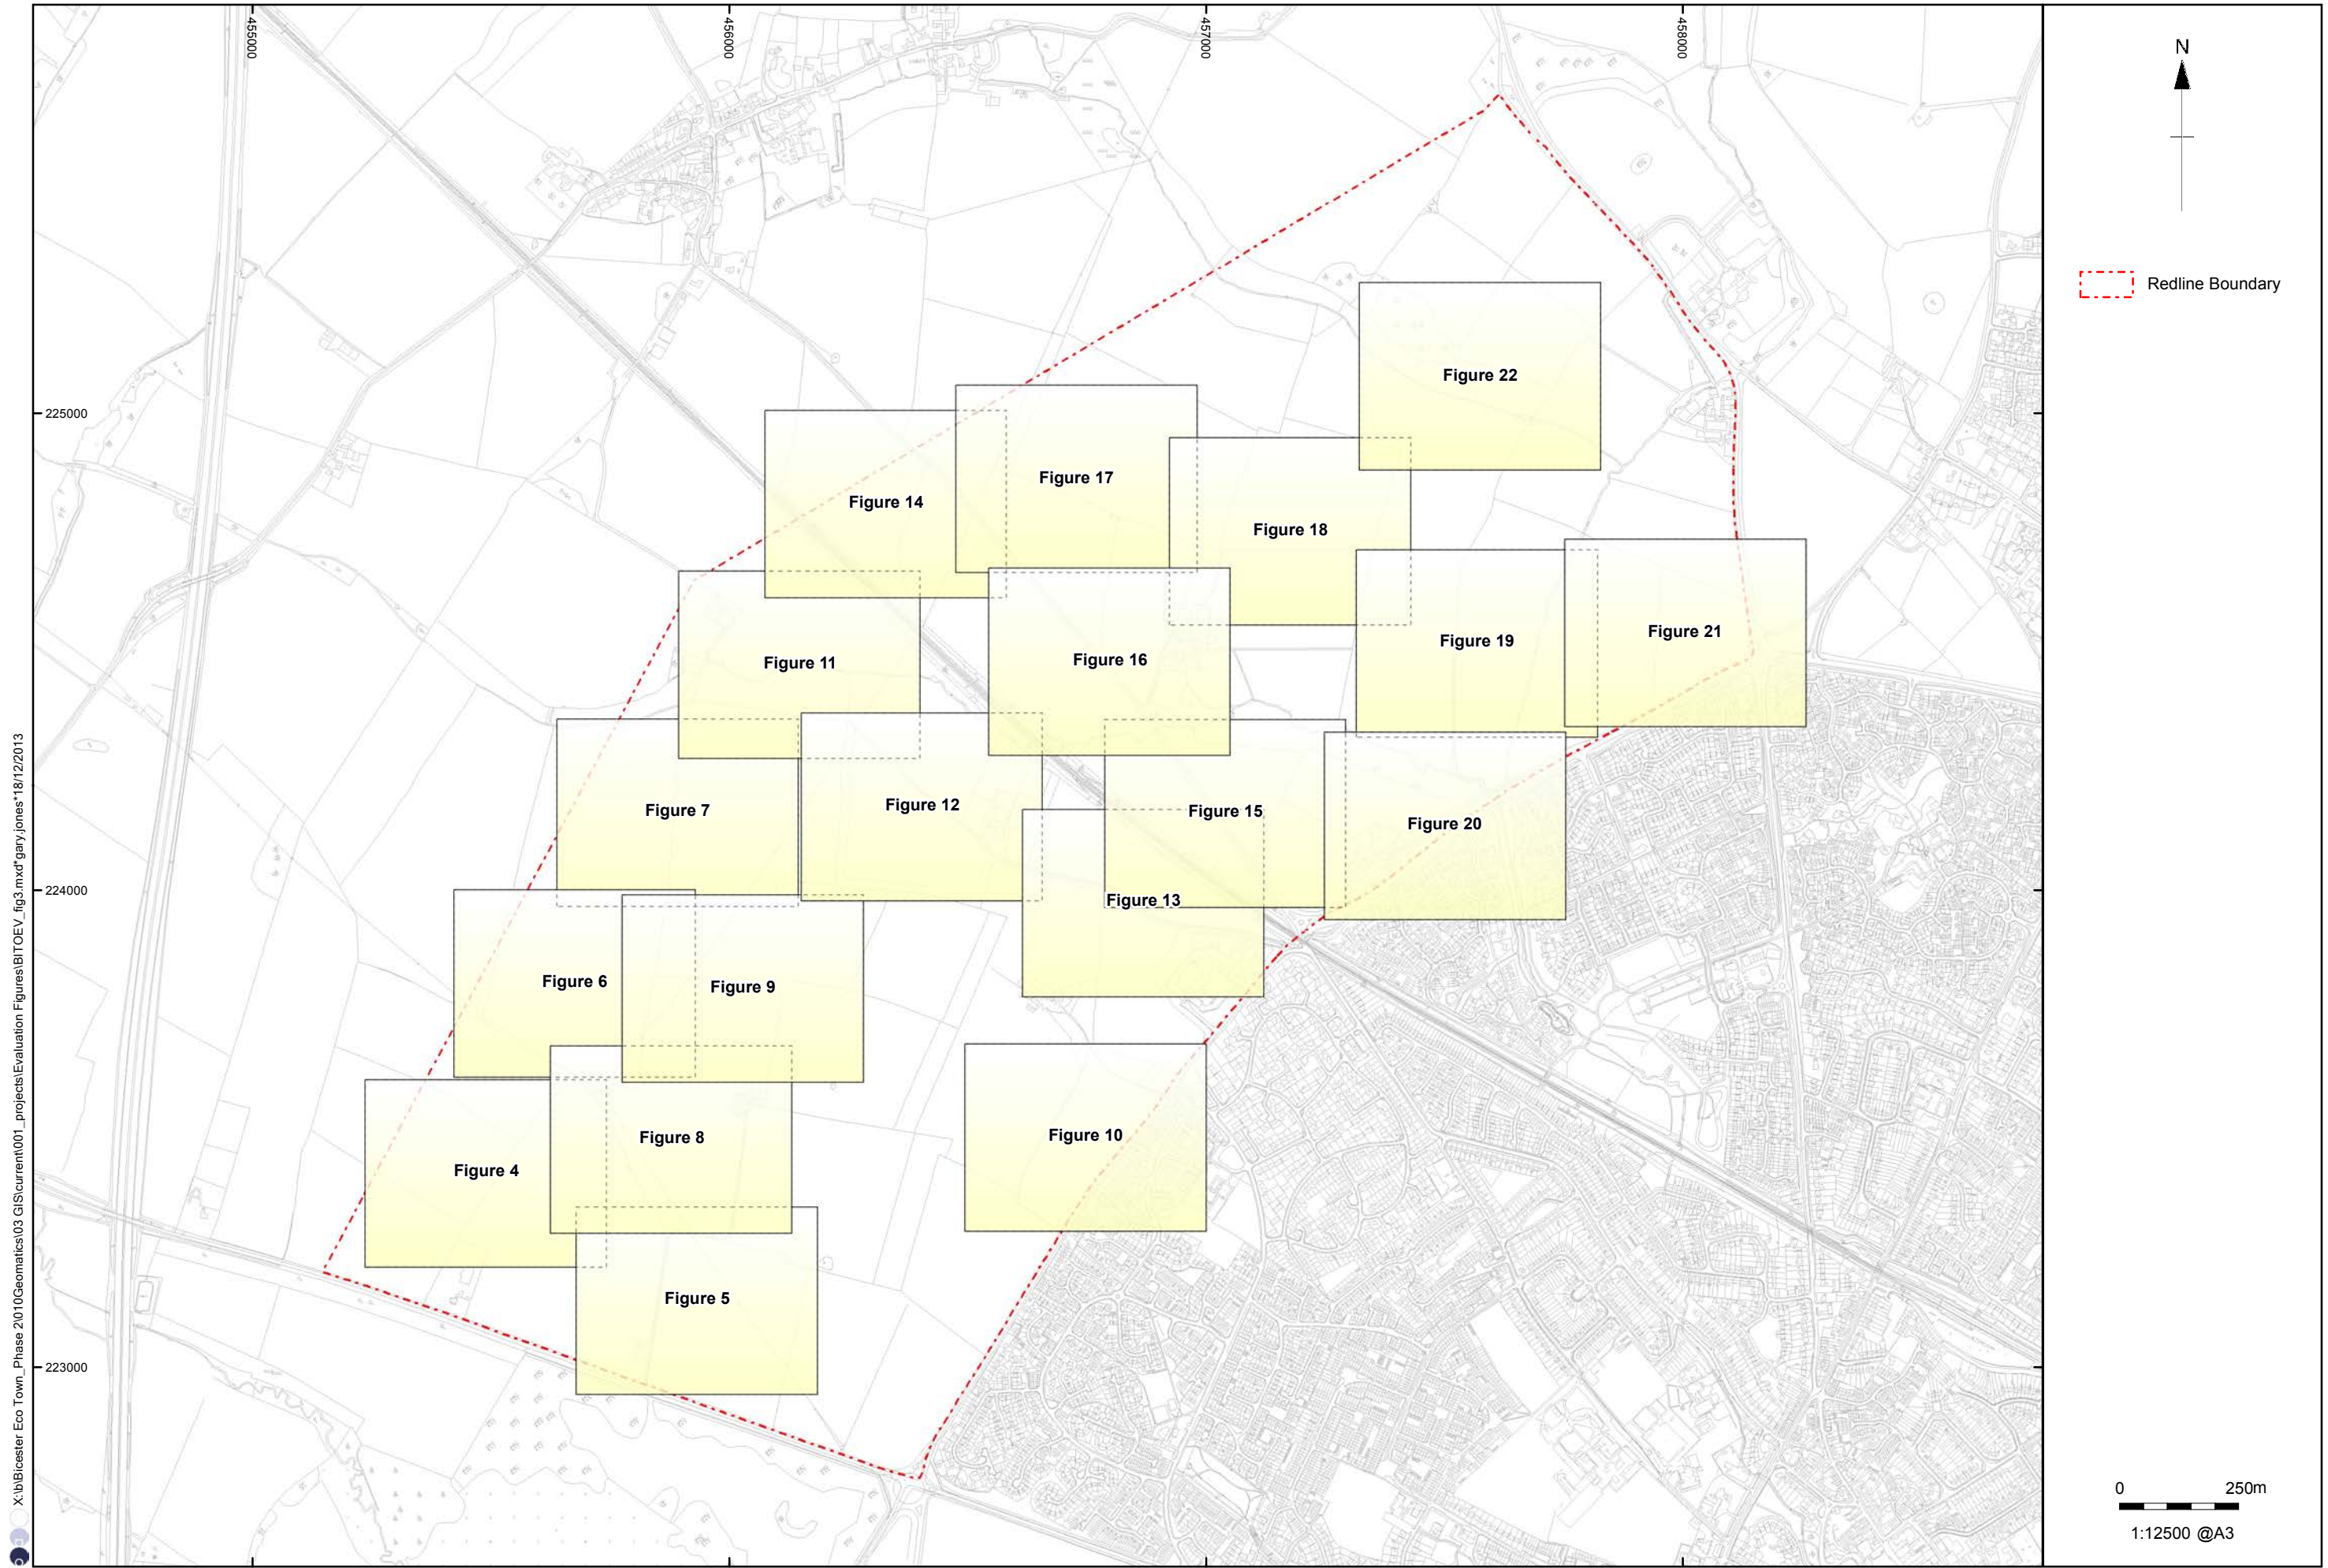 455000
456000
457000
458000
N
Redline Boundary
225000
Figure 22
Figure 17
Figure 14
Figure 18
Figure 21
Figure 19
Figure 16
Figure 11
Figure 7
Figure 12
Figure 15
Figure 20
224000
Figure 13
Figure 6
Figure 9
Figure 10
Figure 8
Figure 4
Figure 5
223000
0 250m
1:12500 @A3
X:\b\Bicester Eco Town_Phase 2\010Geomatics\03 GIS\current\001_projects\Evaluation Figures\BITOEV_fig3.mxd*gary.jones*18/12/2013